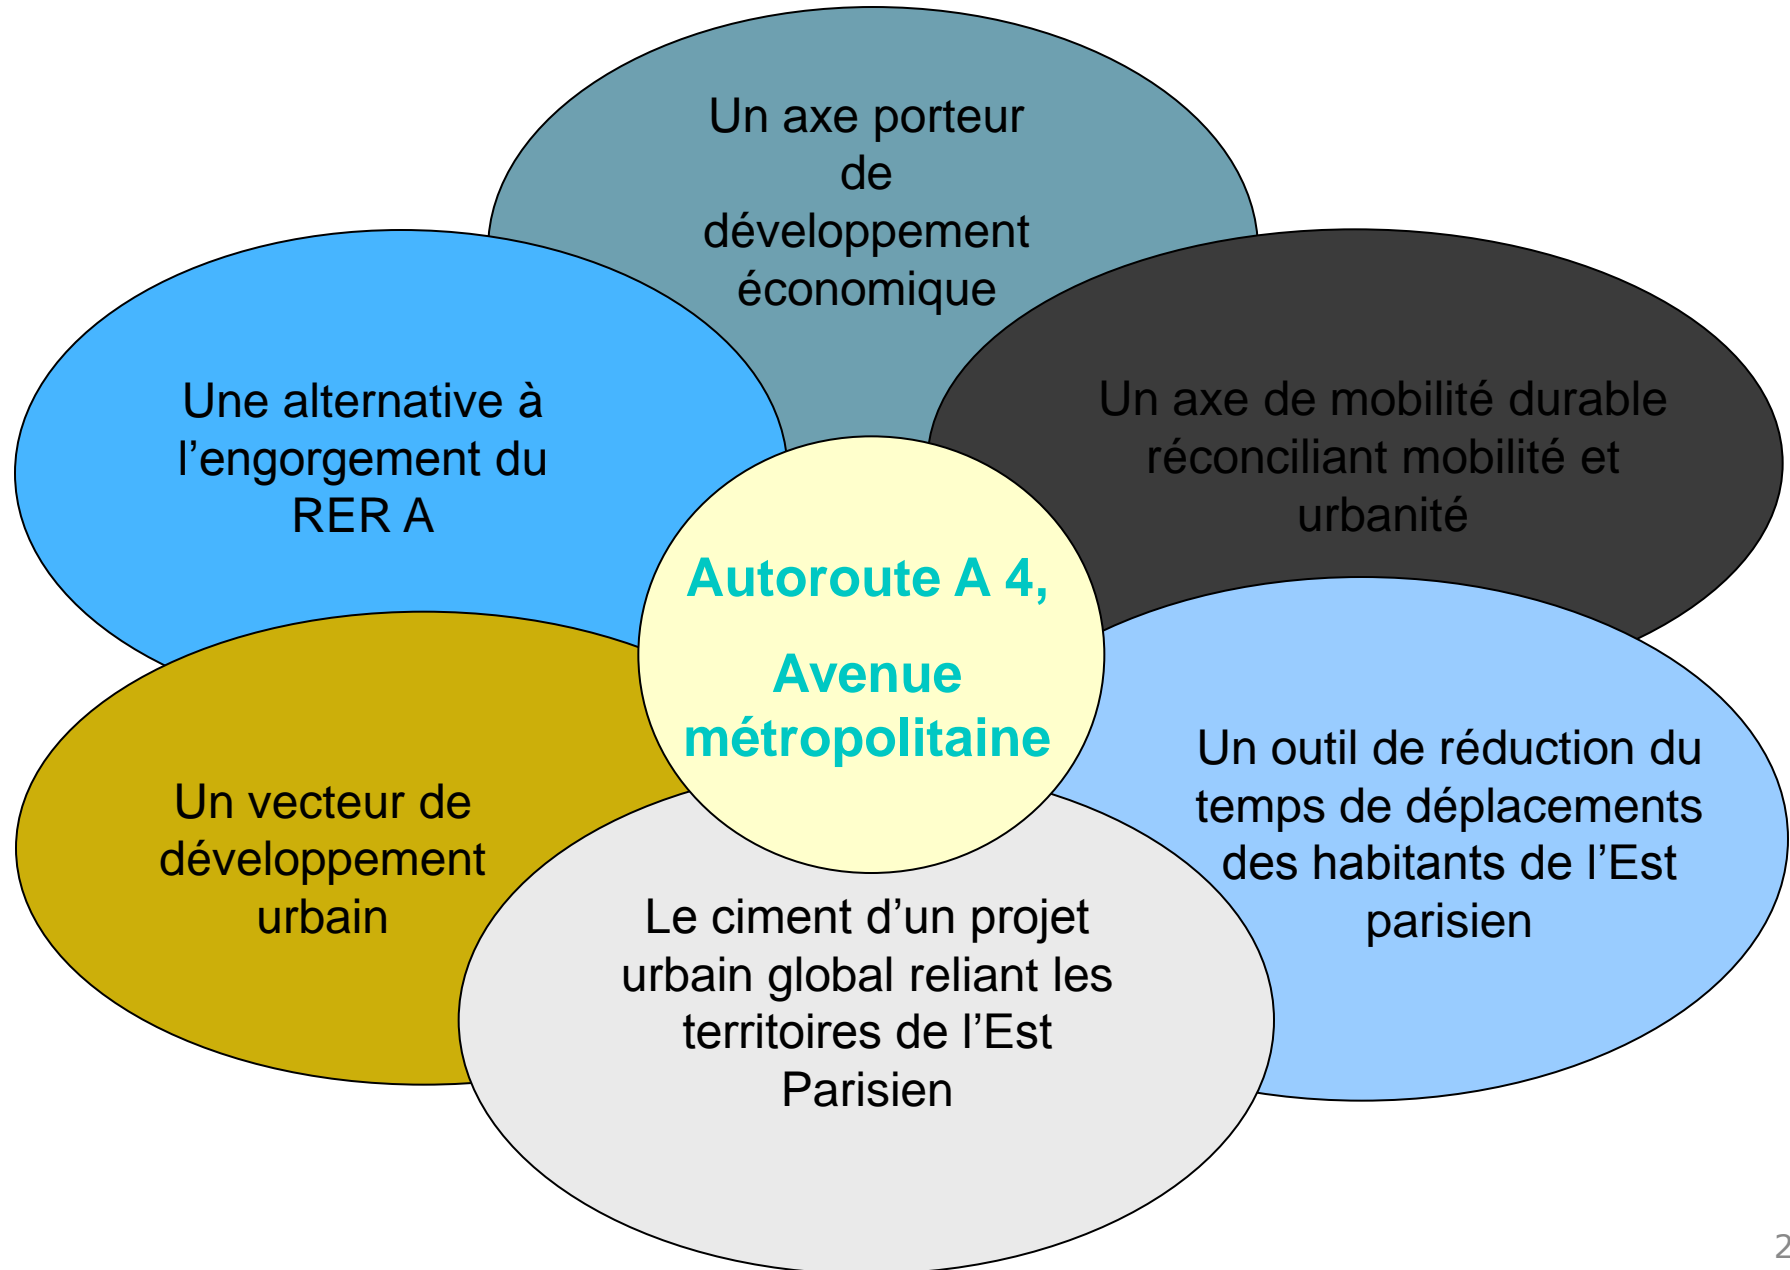 Un axe porteur
de
développement
économique
Une alternative à
l’engorgement du
RER A
Un axe de mobilité durable
réconciliant mobilité et
urbanité
Autoroute A 4,
Avenue
métropolitaine
Un vecteur de
développement
urbain
Un outil de réduction du
temps de déplacements
des habitants de l’Est
parisien
Le ciment d’un projet
urbain global reliant les
territoires de l’Est
Parisien
2